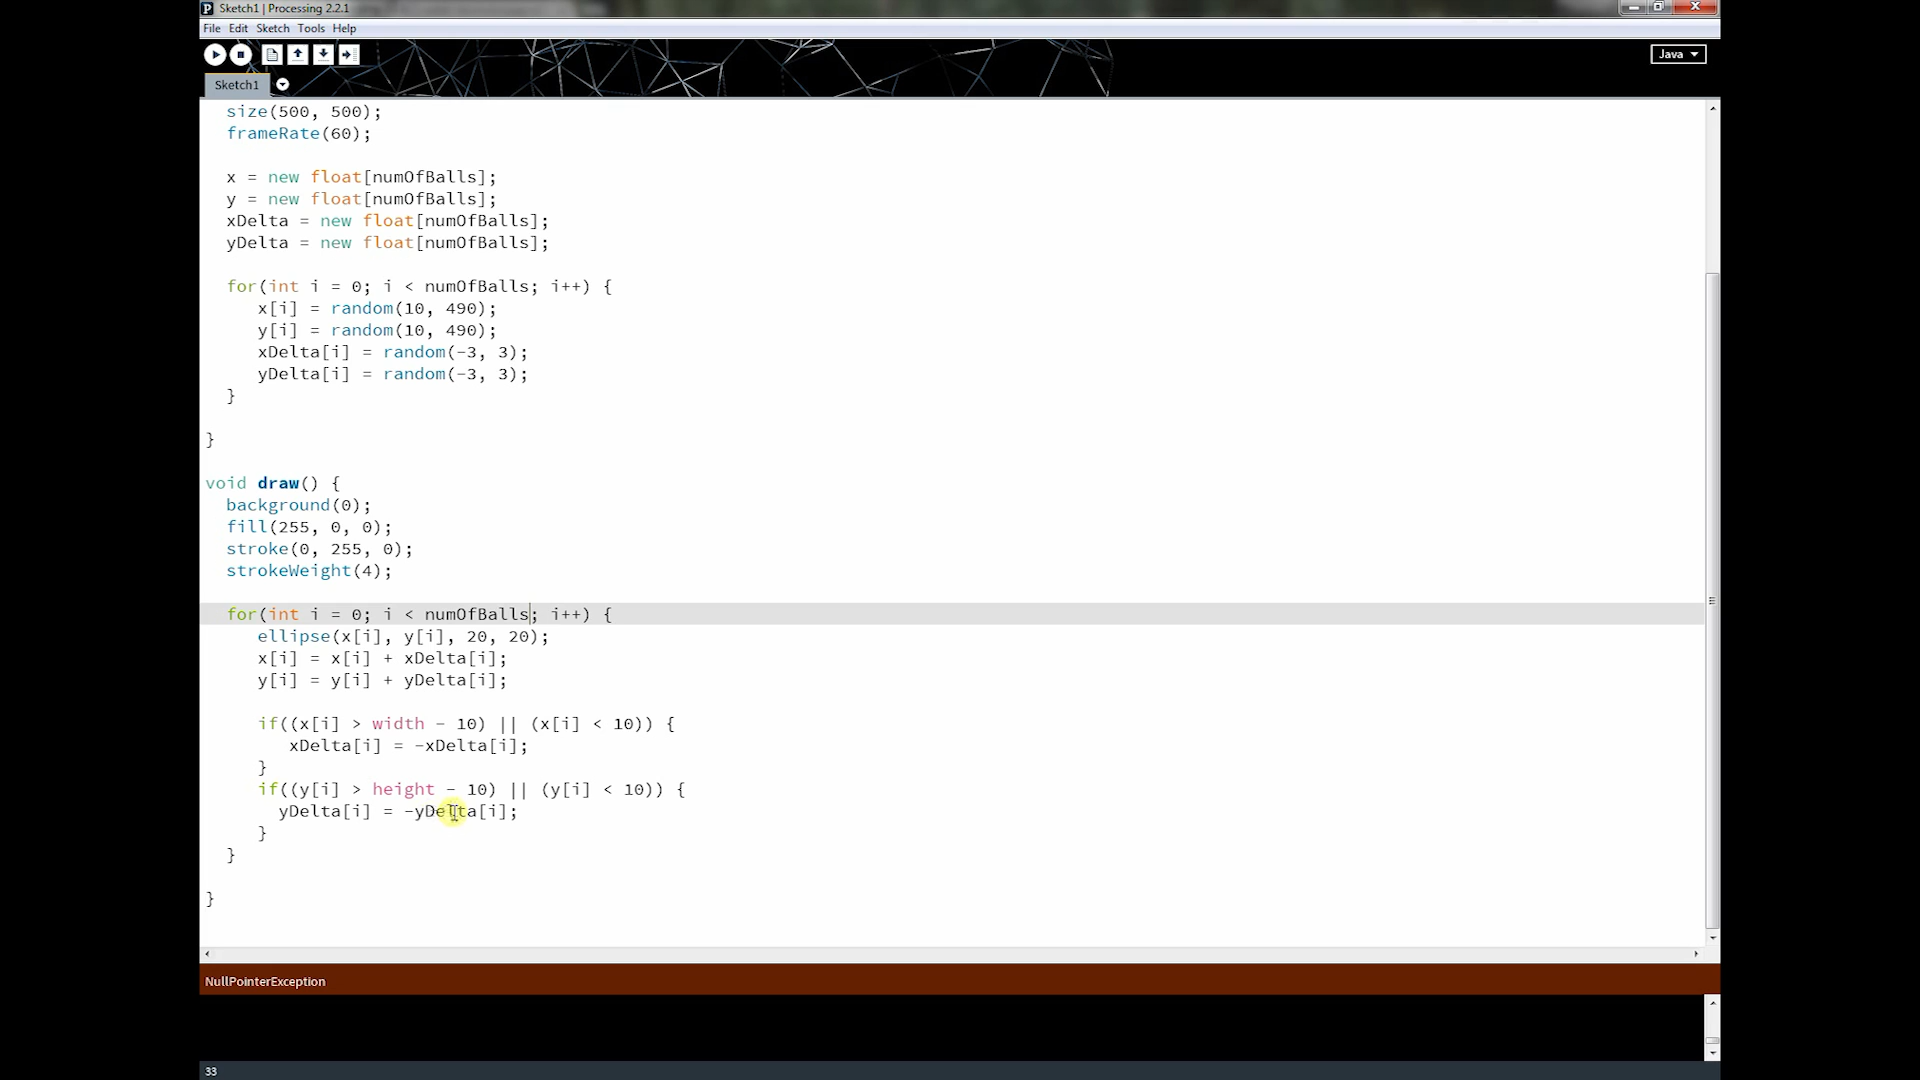 Sketch1 | Processing 2.2.1
File Edit Sketch Tools Help
Java
Sketch1
size(500, 500);
frameRate(60);
x = new float[numOfBalls];
y = new float[numOfBalls];
xDelta = new float[numOfBalls];
yDelta = new float[numOfBalls];
for(int i = 0; i < numOfBalls; i++) {
x[i] = random(10, 490);
y[i] = random(10, 490);
xDelta[i] = random(-3, 3);
yDelta[i] = random(-3, 3);
}
}
void draw() {
background(0);
fill(255, 0, 0);
stroke(0, 255, 0);
strokeWeight(4);
for(int i = 0; i < numOfBalls; i++) {
ellipse(x[i], y[i], 20, 20);
x[i] = x[i] + xDelta[i];
y[i] = y[i] + yDelta[i];
if((x[i] > width - 10) || (x[i] < 10)) {
xDelta[i] = -xDelta[i];
}
if((y[i] > height - 10) || (y[i] < 10)) {
yDelta[i] = -yDelta[i];
}
}
}
NullPointerException
33